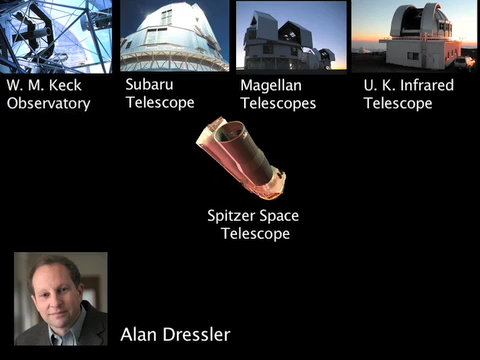 W. M. Keck
Observatory
Subaru
Telescope
Magellan
Telescopes
U. K. Infrared
Telescope
Spitzer Space
Telescope
Alan Dressler